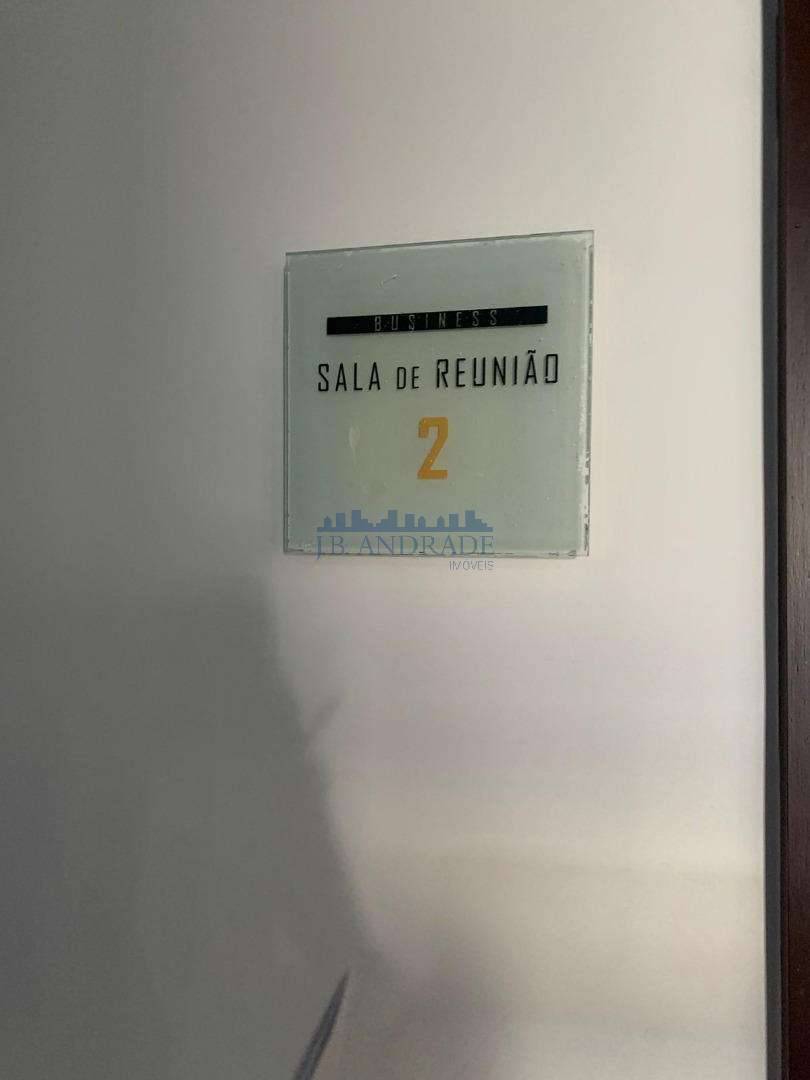 BUSINESS
SALA DE REUNIÃO
2
J.B. ANDRADE
IMÓVEIS